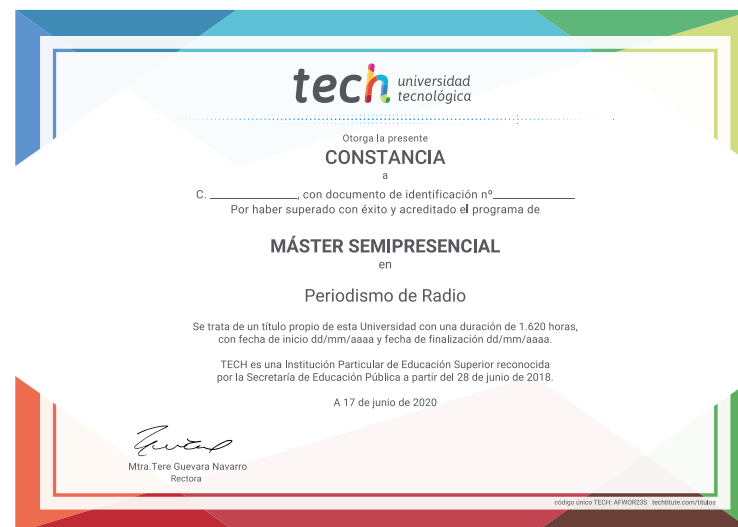 tech universidad
tecnológica
Otorga la presente
CONSTANCIA
a
C. ______________, con documento de identificación nº______________
Por haber superado con éxito y acreditado el programa de
MÁSTER SEMIPRESENCIAL
en
Periodismo de Radio
Se trata de un título propio de esta Universidad con una duración de 1.620 horas,
con fecha de inicio dd/mm/aaaa y fecha de finalización dd/mm/aaaa.
TECH es una Institución Particular de Educación Superior reconocida
por la Secretaría de Educación Pública a partir del 28 de junio de 2018.
A 17 de junio de 2020
Mtra.Tere Guevara Navarro
Rectora
código único TECH: AFWOR23S techtitute.com/títulos